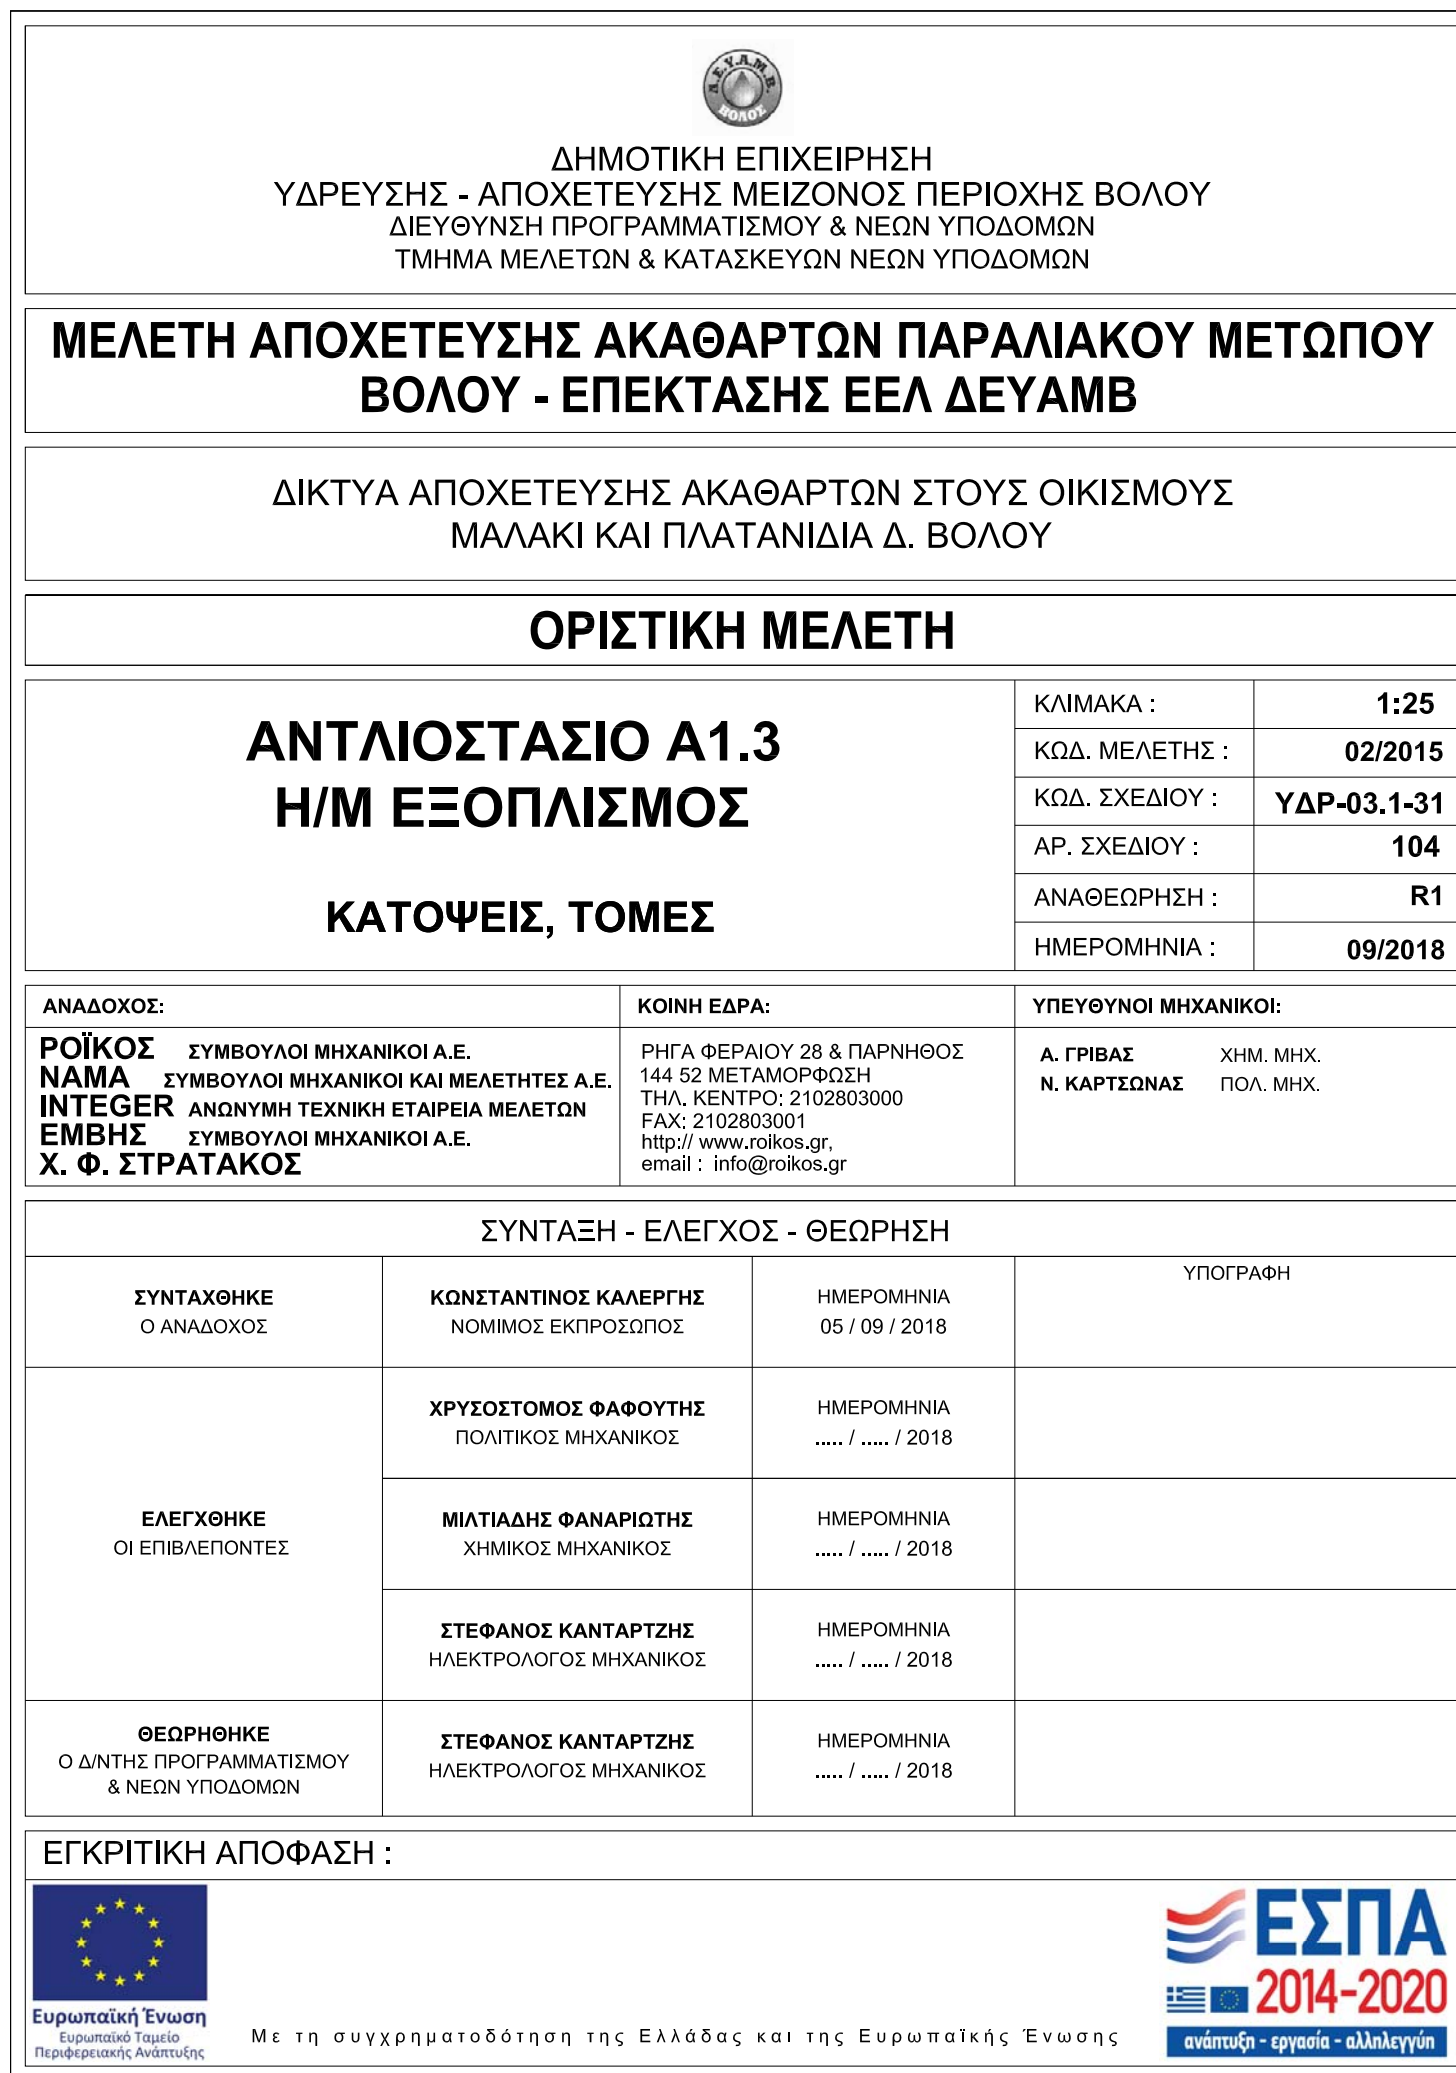 Δ.Ε.Υ.Α.Μ.Β.
ΒΟΛΟΣ
ΔΗΜΟΤΙΚΗ ΕΠΙΧΕΙΡΗΣΗ
ΥΔΡΕΥΣΗΣ - ΑΠΟΧΕΤΕΥΣΗΣ ΜΕΙΖΟΝΟΣ ΠΕΡΙΟΧΗΣ ΒΟΛΟΥ
ΔΙΕΥΘΥΝΣΗ ΠΡΟΓΡΑΜΜΑΤΙΣΜΟΥ & ΝΕΩΝ ΥΠΟΔΟΜΩΝ
ΤΜΗΜΑ ΜΕΛΕΤΩΝ & ΚΑΤΑΣΚΕΥΩΝ ΝΕΩΝ ΥΠΟΔΟΜΩΝ
ΜΕΛΕΤΗ ΑΠΟΧΕΤΕΥΣΗΣ ΑΚΑΘΑΡΤΩΝ ΠΑΡΑΛΙΑΚΟΥ ΜΕΤΩΠΟΥ
ΒΟΛΟΥ - ΕΠΕΚΤΑΣΗΣ ΕΕΛ ΔΕΥΑΜΒ
ΔΙΚΤΥΑ ΑΠΟΧΕΤΕΥΣΗΣ ΑΚΑΘΑΡΤΩΝ ΣΤΟΥΣ ΟΙΚΙΣΜΟΥΣ
ΜΑΛΑΚΙ ΚΑΙ ΠΛΑΤΑΝΙΔΙΑ Δ. ΒΟΛΟΥ
ΟΡΙΣΤΙΚΗ ΜΕΛΕΤΗ
ΑΝΤΛΙΟΣΤΑΣΙΟ Α1.3
Η/Μ ΕΞΟΠΛΙΣΜΟΣ
ΚΑΤΟΨΕΙΣ, ΤΟΜΕΣ
ΚΛΙΜΑΚΑ : 1:25
ΚΩΔ. ΜΕΛΕΤΗΣ : 02/2015
ΚΩΔ. ΣΧΕΔΙΟΥ : ΥΔΡ-03.1-31
ΑΡ. ΣΧΕΔΙΟΥ : 104
ΑΝΑΘΕΩΡΗΣΗ : R1
ΗΜΕΡΟΜΗΝΙΑ : 09/2018
ΑΝΑΔΟΧΟΣ:
ΡΟΪΚΟΣ ΣΥΜΒΟΥΛΟΙ ΜΗΧΑΝΙΚΟΙ Α.Ε.
ΝΑΜΑ ΣΥΜΒΟΥΛΟΙ ΜΗΧΑΝΙΚΟΙ ΚΑΙ ΜΕΛΕΤΗΤΕΣ Α.Ε.
INTEGER ΑΝΩΝΥΜΗ ΤΕΧΝΙΚΗ ΕΤΑΙΡΕΙΑ ΜΕΛΕΤΩΝ
ΕΜΒΗΣ ΣΥΜΒΟΥΛΟΙ ΜΗΧΑΝΙΚΟΙ Α.Ε.
Χ. Φ. ΣΤΡΑΤΑΚΟΣ
ΚΟΙΝΗ ΕΔΡΑ:
ΡΗΓΑ ΦΕΡΑΙΟΥ 28 & ΠΑΡΝΗΘΟΣ
144 52 ΜΕΤΑΜΟΡΦΩΣΗ
ΤΗΛ. ΚΕΝΤΡΟ: 2102803000
FAX: 2102803001
http:// www.roikos.gr,
email : info@roikos.gr
ΥΠΕΥΘΥΝΟΙ ΜΗΧΑΝΙΚΟΙ:
Α. ΓΡΙΒΑΣ ΧΗΜ. ΜΗΧ.
Ν. ΚΑΡΤΣΩΝΑΣ ΠΟΛ. ΜΗΧ.
ΣΥΝΤΑΞΗ - ΕΛΕΓΧΟΣ - ΘΕΩΡΗΣΗ
ΣΥΝΤΑΧΘΗΚΕ
Ο ΑΝΑΔΟΧΟΣ
ΚΩΝΣΤΑΝΤΙΝΟΣ ΚΑΛΕΡΓΗΣ
ΝΟΜΙΜΟΣ ΕΚΠΡΟΣΩΠΟΣ
ΗΜΕΡΟΜΗΝΙΑ
05 / 09 / 2018
ΥΠΟΓΡΑΦΗ
ΕΛΕΓΧΘΗΚΕ
ΟΙ ΕΠΙΒΛΕΠΟΝΤΕΣ
ΧΡΥΣΟΣΤΟΜΟΣ ΦΑΦΟΥΤΗΣ
ΠΟΛΙΤΙΚΟΣ ΜΗΧΑΝΙΚΟΣ
ΗΜΕΡΟΜΗΝΙΑ
..... / ..... / 2018
ΜΙΛΤΙΑΔΗΣ ΦΑΝΑΡΙΩΤΗΣ
ΧΗΜΙΚΟΣ ΜΗΧΑΝΙΚΟΣ
ΗΜΕΡΟΜΗΝΙΑ
..... / ..... / 2018
ΣΤΕΦΑΝΟΣ ΚΑΝΤΑΡΤΖΗΣ
ΗΛΕΚΤΡΟΛΟΓΟΣ ΜΗΧΑΝΙΚΟΣ
ΗΜΕΡΟΜΗΝΙΑ
..... / ..... / 2018
ΘΕΩΡΗΘΗΚΕ
Ο Δ/ΝΤΗΣ ΠΡΟΓΡΑΜΜΑΤΙΣΜΟΥ
& ΝΕΩΝ ΥΠΟΔΟΜΩΝ
ΣΤΕΦΑΝΟΣ ΚΑΝΤΑΡΤΖΗΣ
ΗΛΕΚΤΡΟΛΟΓΟΣ ΜΗΧΑΝΙΚΟΣ
ΗΜΕΡΟΜΗΝΙΑ
..... / ..... / 2018
ΕΓΚΡΙΤΙΚΗ ΑΠΟΦΑΣΗ :
Ευρωπαϊκή Ένωση
Ευρωπαϊκό Ταμείο
Περιφερειακής Ανάπτυξης
Με τη συγχρηματοδότηση της Ελλάδας και της Ευρωπαϊκής Ένωσης
ΕΣΠΑ
2014-2020
ανάπτυξη - εργασία - αλληλεγγύη